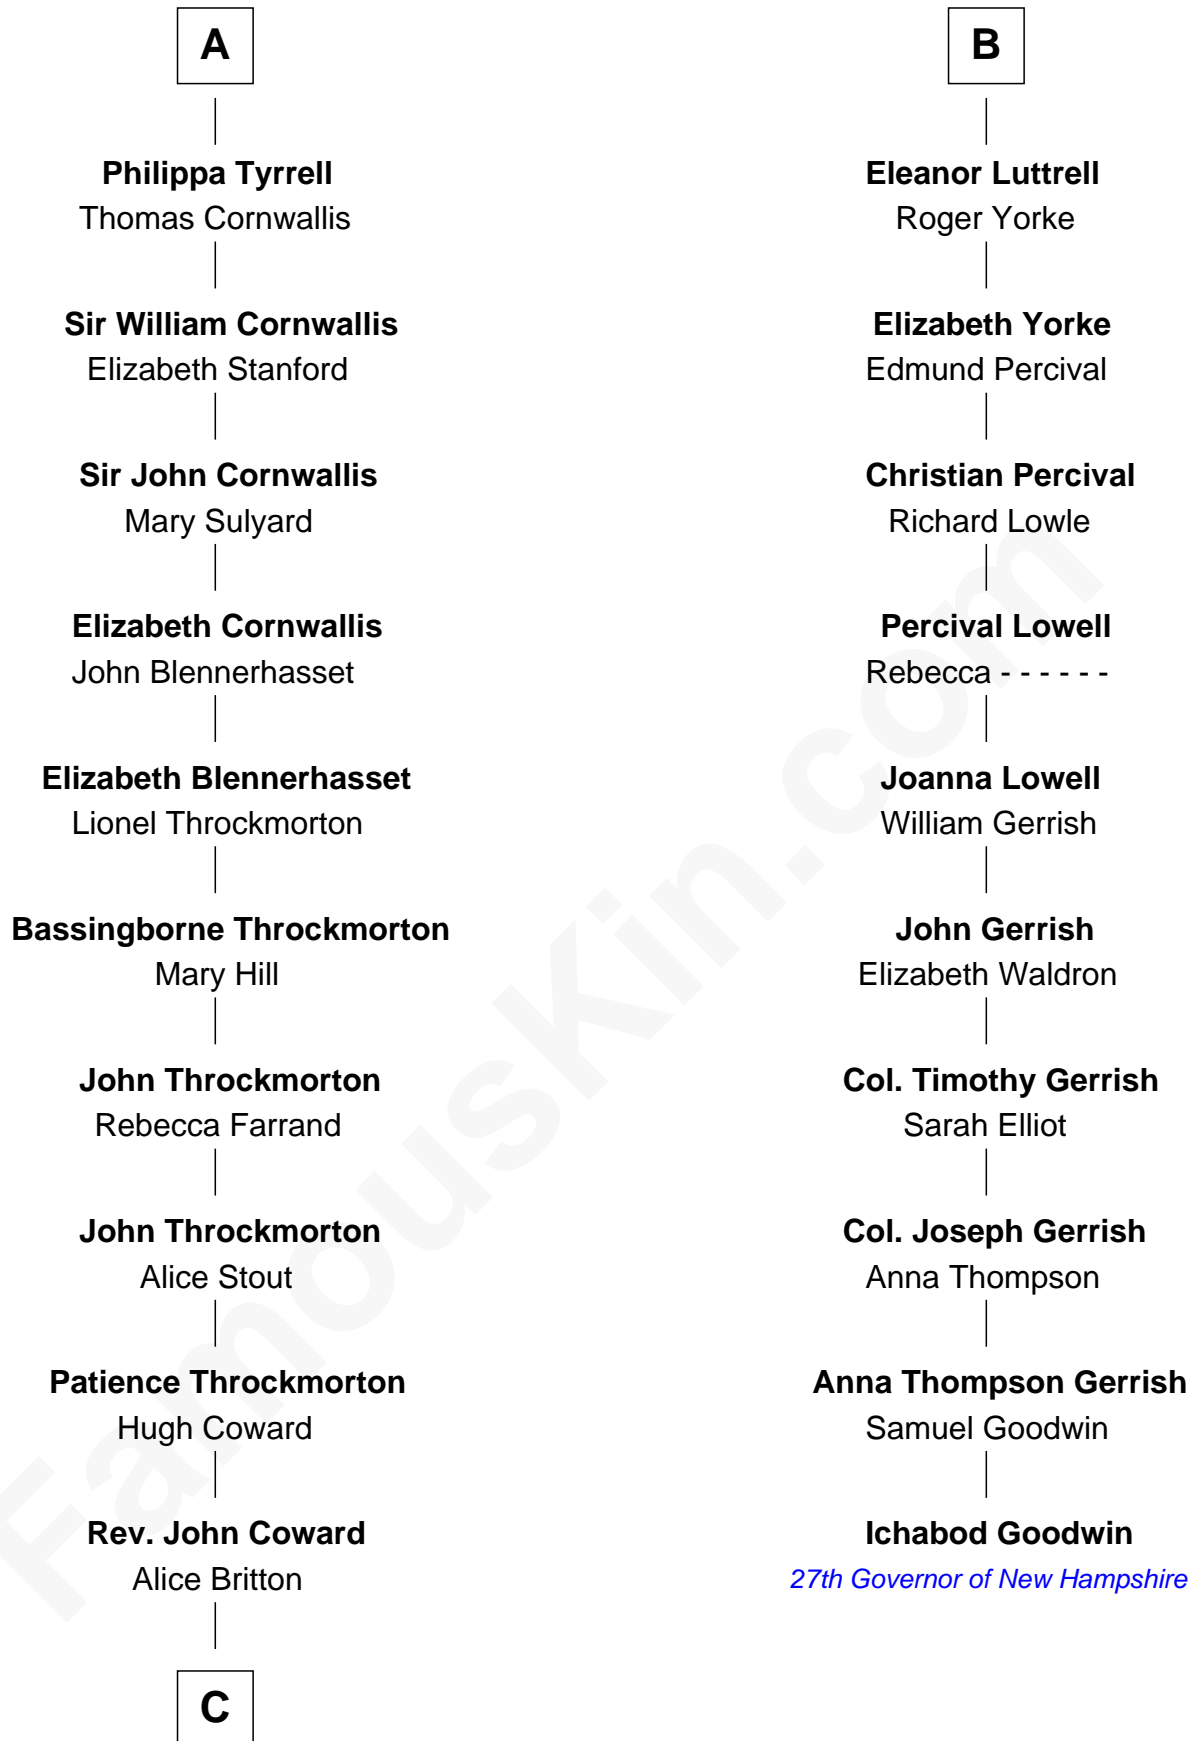 A
Philippa Tyrrell
Thomas Cornwallis
Sir William Cornwallis
Elizabeth Stanford
Sir John Cornwallis
Mary Sulyard
Elizabeth Cornwallis
John Blennerhasset
Elizabeth Blennerhasset
Lionel Throckmorton
Bassingborne Throckmorton
Mary Hill
John Throckmorton
Rebecca Farrand
John Throckmorton
Alice Stout
Patience Throckmorton
Hugh Coward
Rev. John Coward
Alice Britton
C
B
Eleanor Luttrell
Roger Yorke
Elizabeth Yorke
Edmund Percival
Christian Percival
Richard Lowle
Percival Lowell
Rebecca - - - - - -
Joanna Lowell
William Gerrish
John Gerrish
Elizabeth Waldron
Col. Timothy Gerrish
Sarah Elliot
Col. Joseph Gerrish
Anna Thompson
Anna Thompson Gerrish
Samuel Goodwin
Ichabod Goodwin
27th Governor of New Hampshire
FamousKin.com